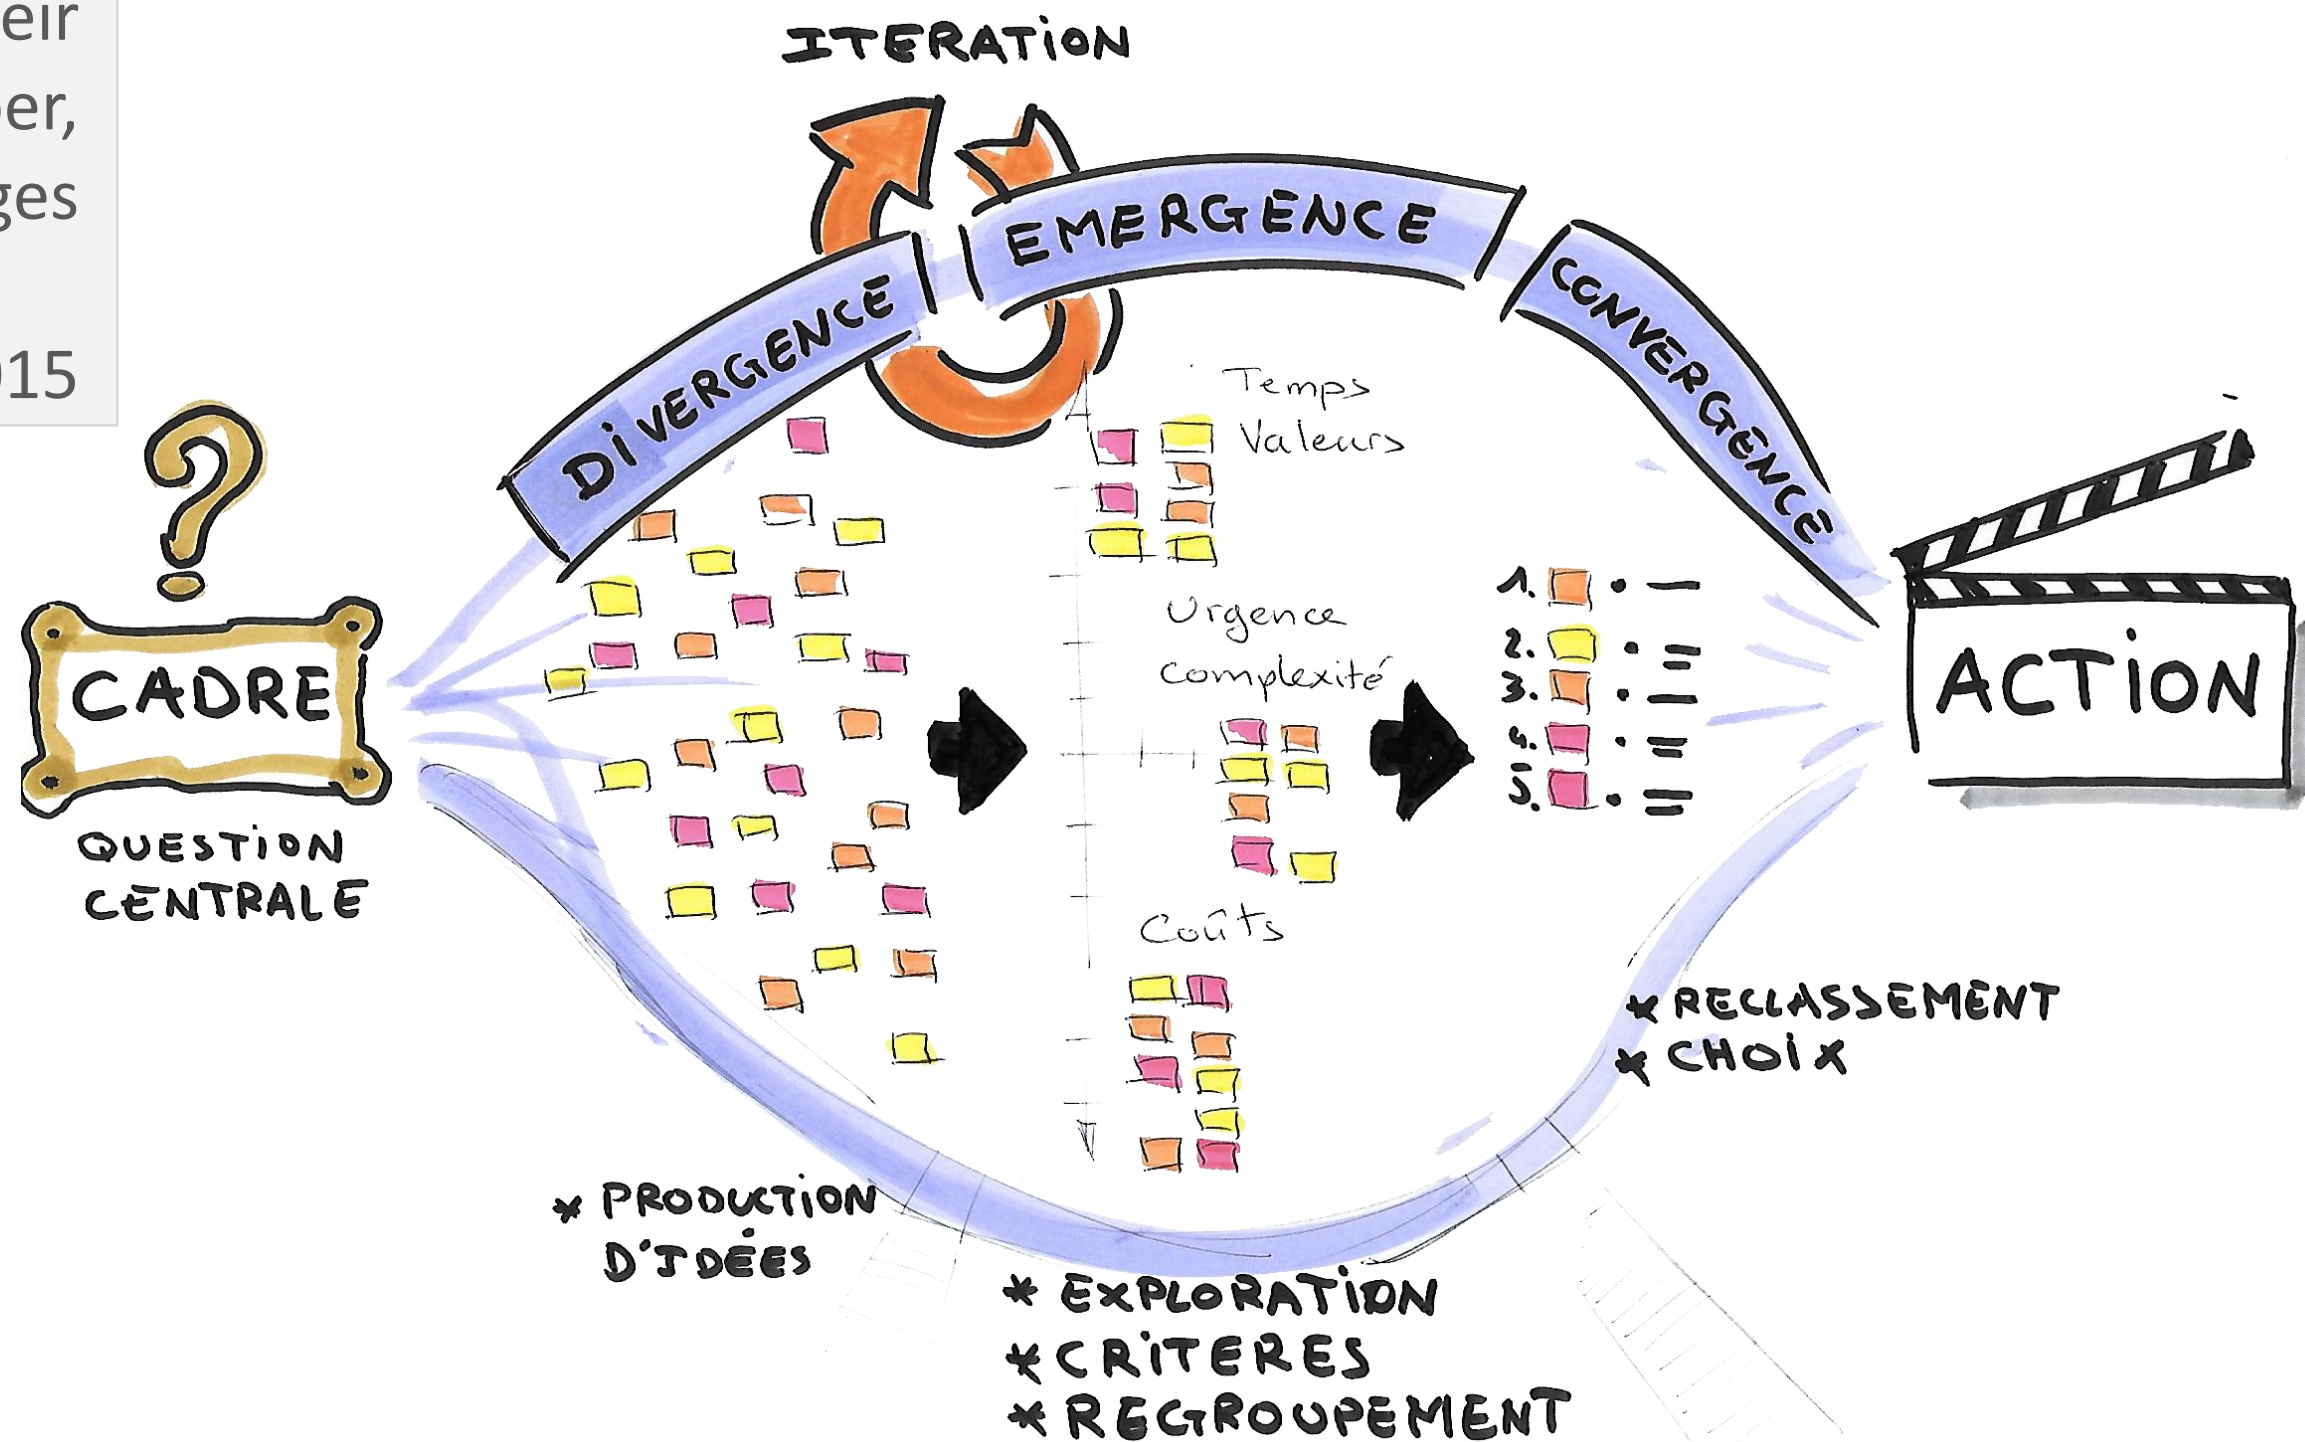 eir
er,
ges
015
ITERATION
DIVERGENCE
EMERGENCE
CONVERGENCE
Temps
Valeurs
Urgence
complexité
Coûts
CADRE
QUESTION
CENTRALE
1.
2.
3.
4.
5.
ACTION
* RECLASSEMENT
* CHOIX
* PRODUCTION
D'IDÉES
* EXPLORATION
* CRITERES
* REGROUPEMENT